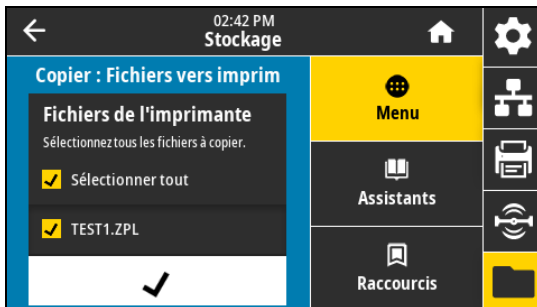 02:42 PM
Stockage
Copier : Fichiers vers imprim
Fichiers de l'imprimante
Sélectionnez tous les fichiers à copier.
Sélectionner tout
TEST1.ZPL
Menu
Assistants
Raccourcis